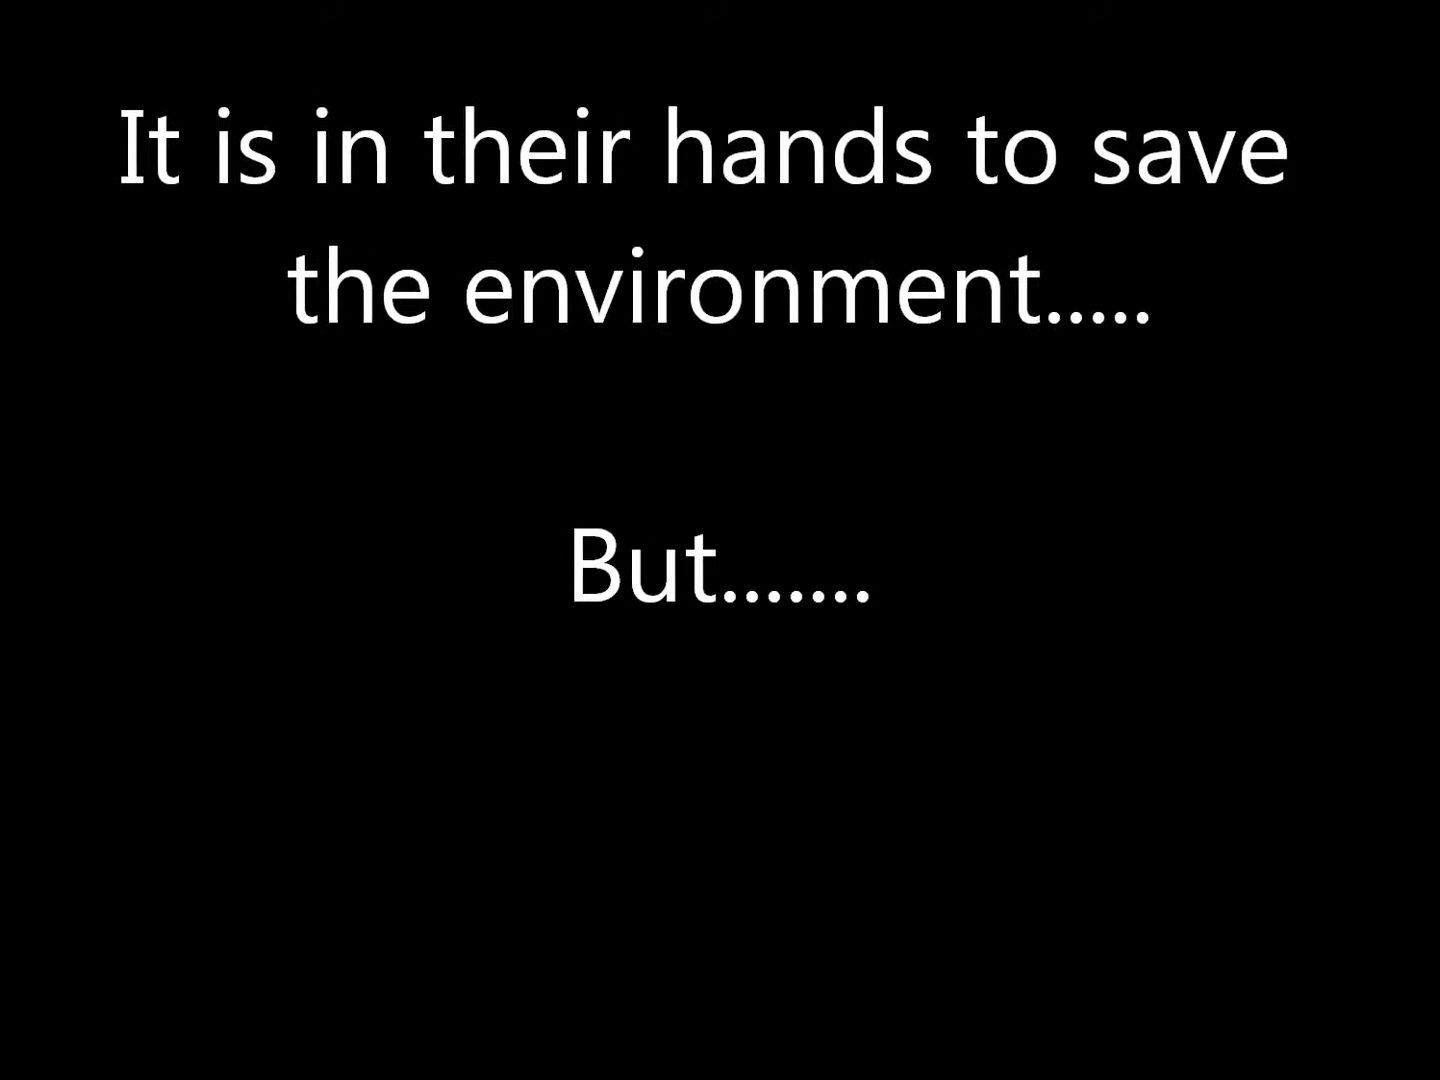 It is in their hands to save
the environment.....
But.......